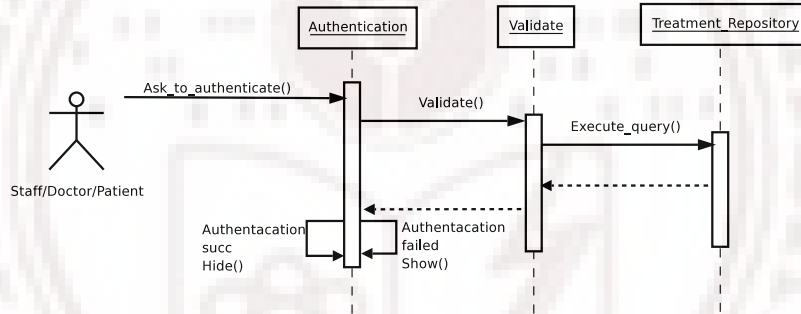 Authentication
Validate
Treatment_Repository
Ask_to_authenticate()
Validate()
Execute_query()
Staff/Doctor/Patient
Authentacation
succ
Hide()
Authentacation
failed
Show()